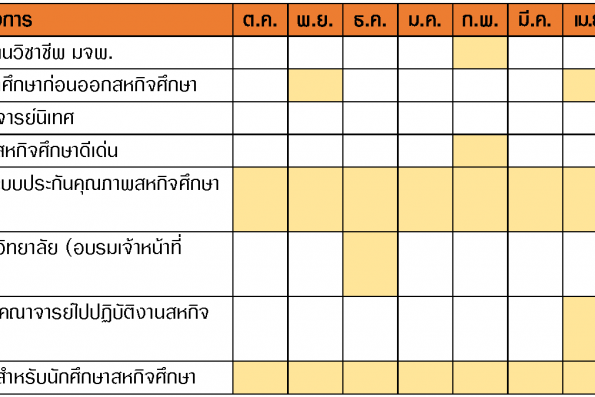 งการ ต.ค. พ.ย. ธ.ค. ม.ค. ก.พ. มี.ค. เม.ย
นวิชาชีพ มจพ.
ศึกษาก่อนออกสหกิจศึกษา
จารย์นิเทศ
สหกิจศึกษาดีเด่น
บบประกันคุณภาพสหกิจศึกษา
วิทยาลัย (อบรมเจ้าหน้าที่
คณาจารย์ไปปฏิบัติงานสหกิจ
สำหรับนักศึกษาสหกิจศึกษา